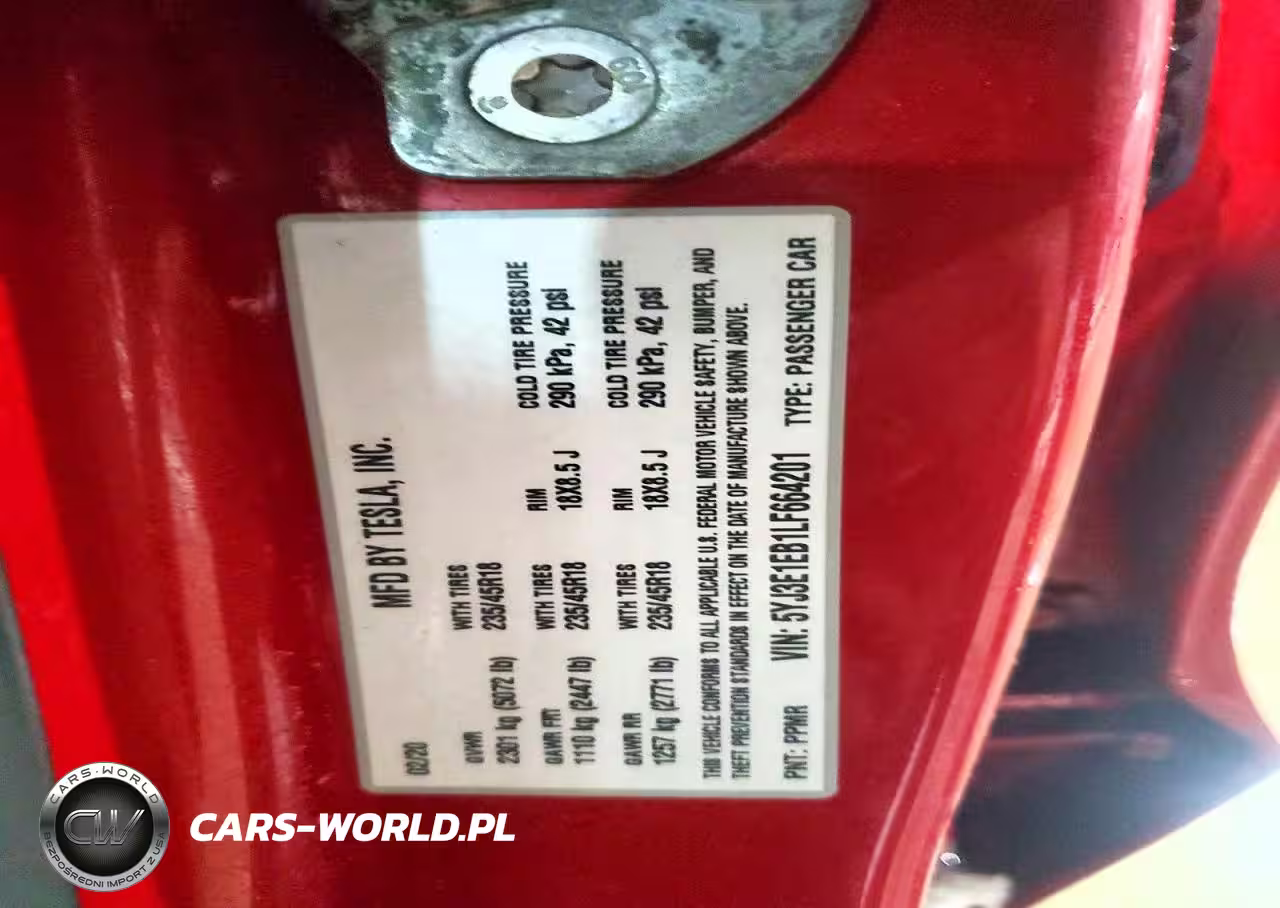 MFD BY TESLA, INC.
02/20
GVWR WITH TIRES
2301 kg (5072 lb) 235/45R18
GAWR FRT WITH TIRES RIM COLD TIRE PRESSURE
1110 kg (2447 lb) 235/45R18 18X8.5 J 290 kPa, 42 psi
GAWR RR WITH TIRES RIM COLD TIRE PRESSURE
1257 kg (2771 lb) 235/45R18 18X8.5 J 290 kPa, 42 psi
THIS VEHICLE CONFORMS TO ALL APPLICABLE U.S. FEDERAL MOTOR VEHICLE SAFETY, BUMPER, AND
THEFT PREVENTION STANDARDS IN EFFECT ON THE DATE OF MANUFACTURE SHOWN ABOVE.
PNT: PPMR VIN: 5YJ3E1EB1LF664201 TYPE: PASSENGER CAR
CARS-WORLD
CW
BEZPOŚREDNI IMPORT Z USA
CARS-WORLD.PL